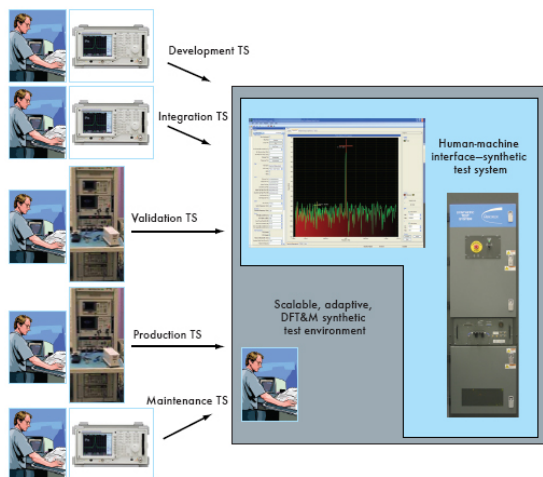 Development TS
Integration TS
Validation TS
Production TS
Maintenance TS
Human-machine
interface–synthetic
test system
Scalable, adaptive,
DFT&M synthetic
test environment